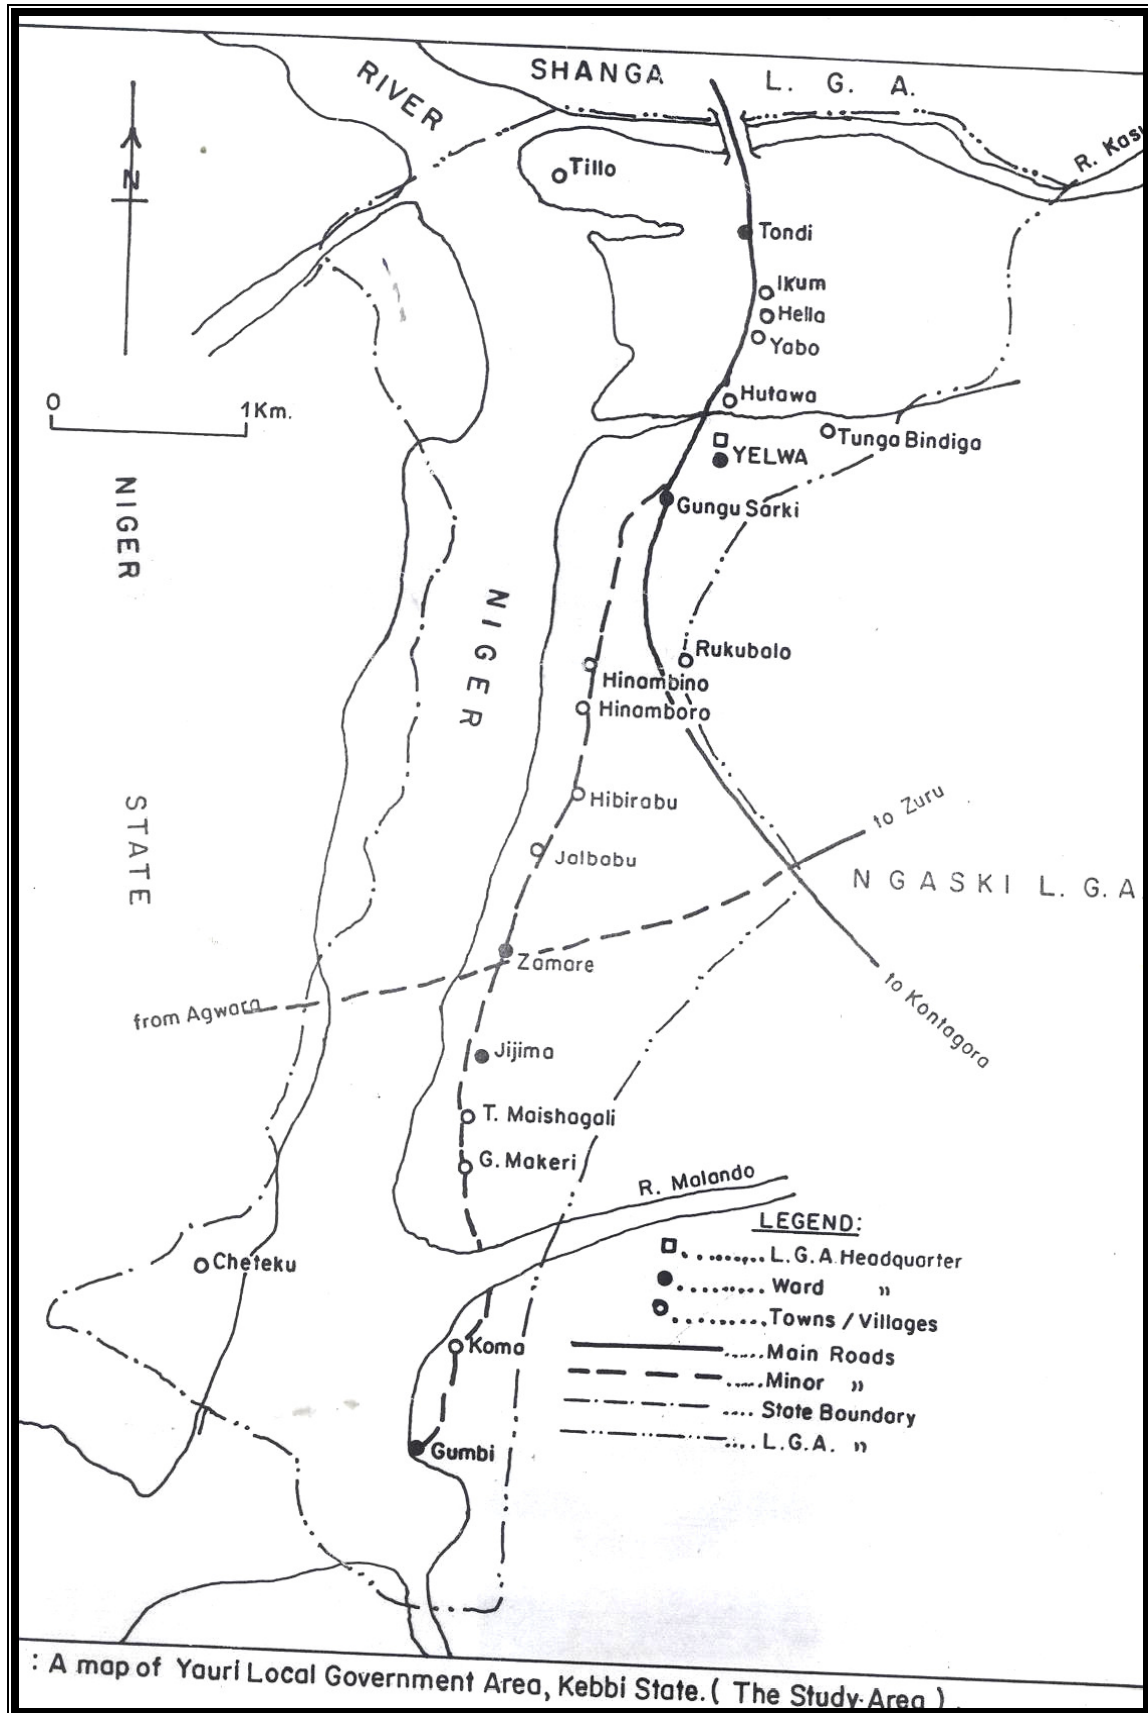 SHANGA L. G. A.
RIVER
R. Kasu
N
Tillo
Tondi
Ikum
Hella
Yabo
Hutawa
0 1Km.
Tunga Bindiga
YELWA
Gungu Sarki
NIGER
NIGER
Rukubalo
Hinambino
Hinamboro
Hibirabu
to Zuru
STATE
Jalbabu
NGASKI L. G. A
Zamare
from Agwara
to Kontagora
Jijima
T. Maishagali
G. Makeri
R. Malando
LEGEND:
L.G.A. Headquarter
Ward "
Towns / Villages
Main Roads
Minor "
State Boundary
L.G.A. "
Cheteku
Koma
Gumbi
: A map of Yauri Local Government Area, Kebbi State. ( The Study Area ).